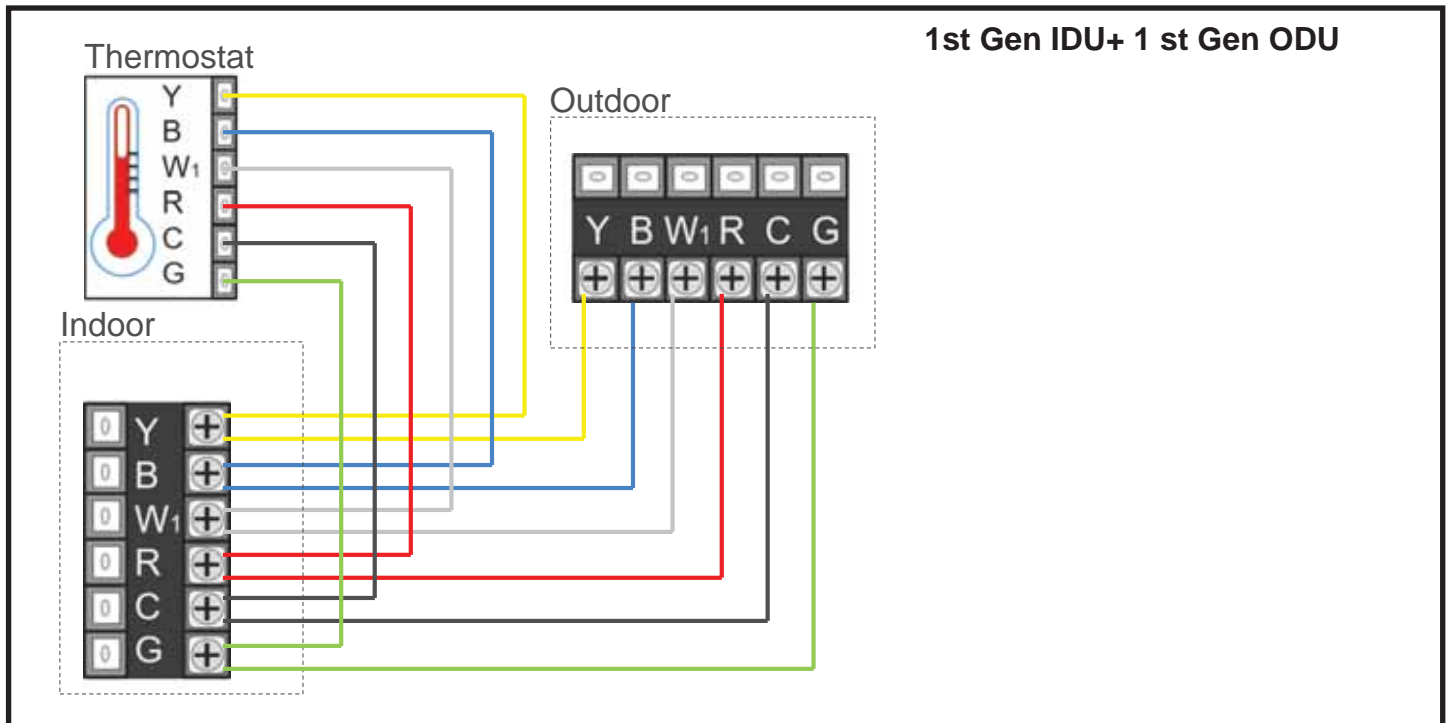 1st Gen IDU+ 1 st Gen ODU
Thermostat
Y
B
W1
R
C
G
Outdoor
Y B W1 R C G
Indoor
Y
B
W1
R
C
G